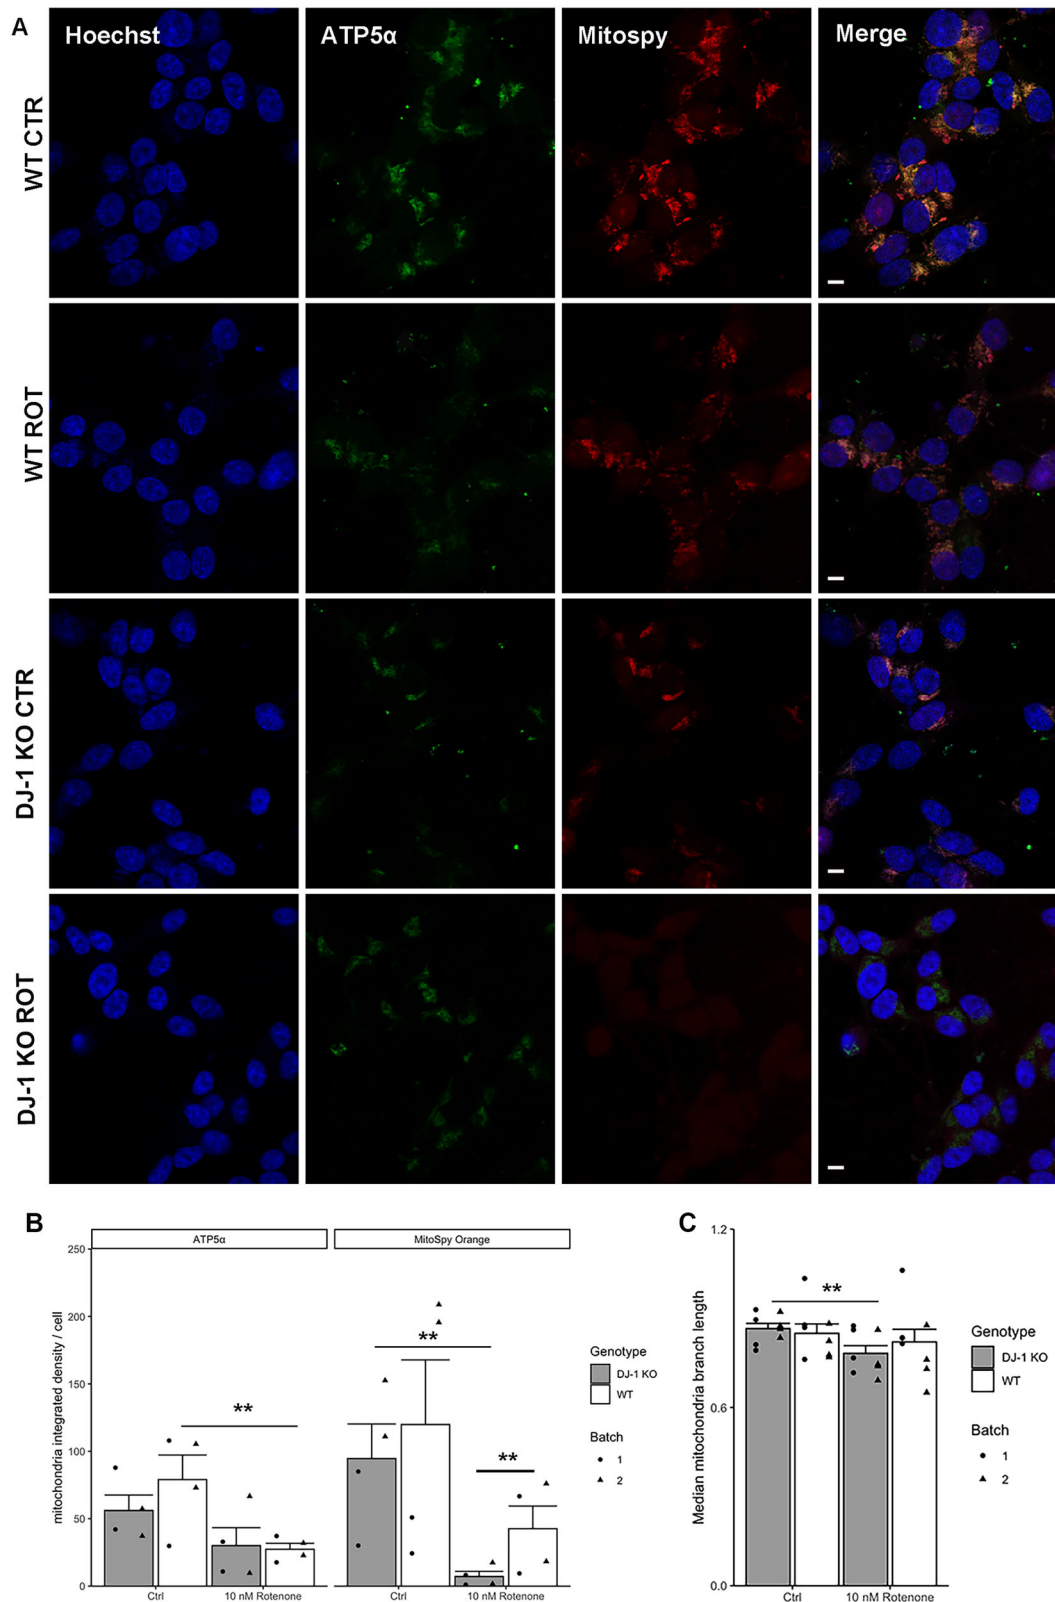 A
Hoechst
ATP5α
Mitospy
Merge
WT CTR
WT ROT
DJ-1 KO CTR
DJ-1 KO ROT
B
ATP5α
MitoSpy Orange
mitochondria integrated density / cell
250
200
150
100
50
0
**
**
**
Ctrl
10 nM Rotenone
Ctrl
10 nM Rotenone
Genotype
DJ-1 KO
WT
Batch
1
2
C
Median mitochondria branch length
1.2
0.6
0.0
**
Ctrl
10 nM Rotenone
Genotype
DJ-1 KO
WT
Batch
1
2